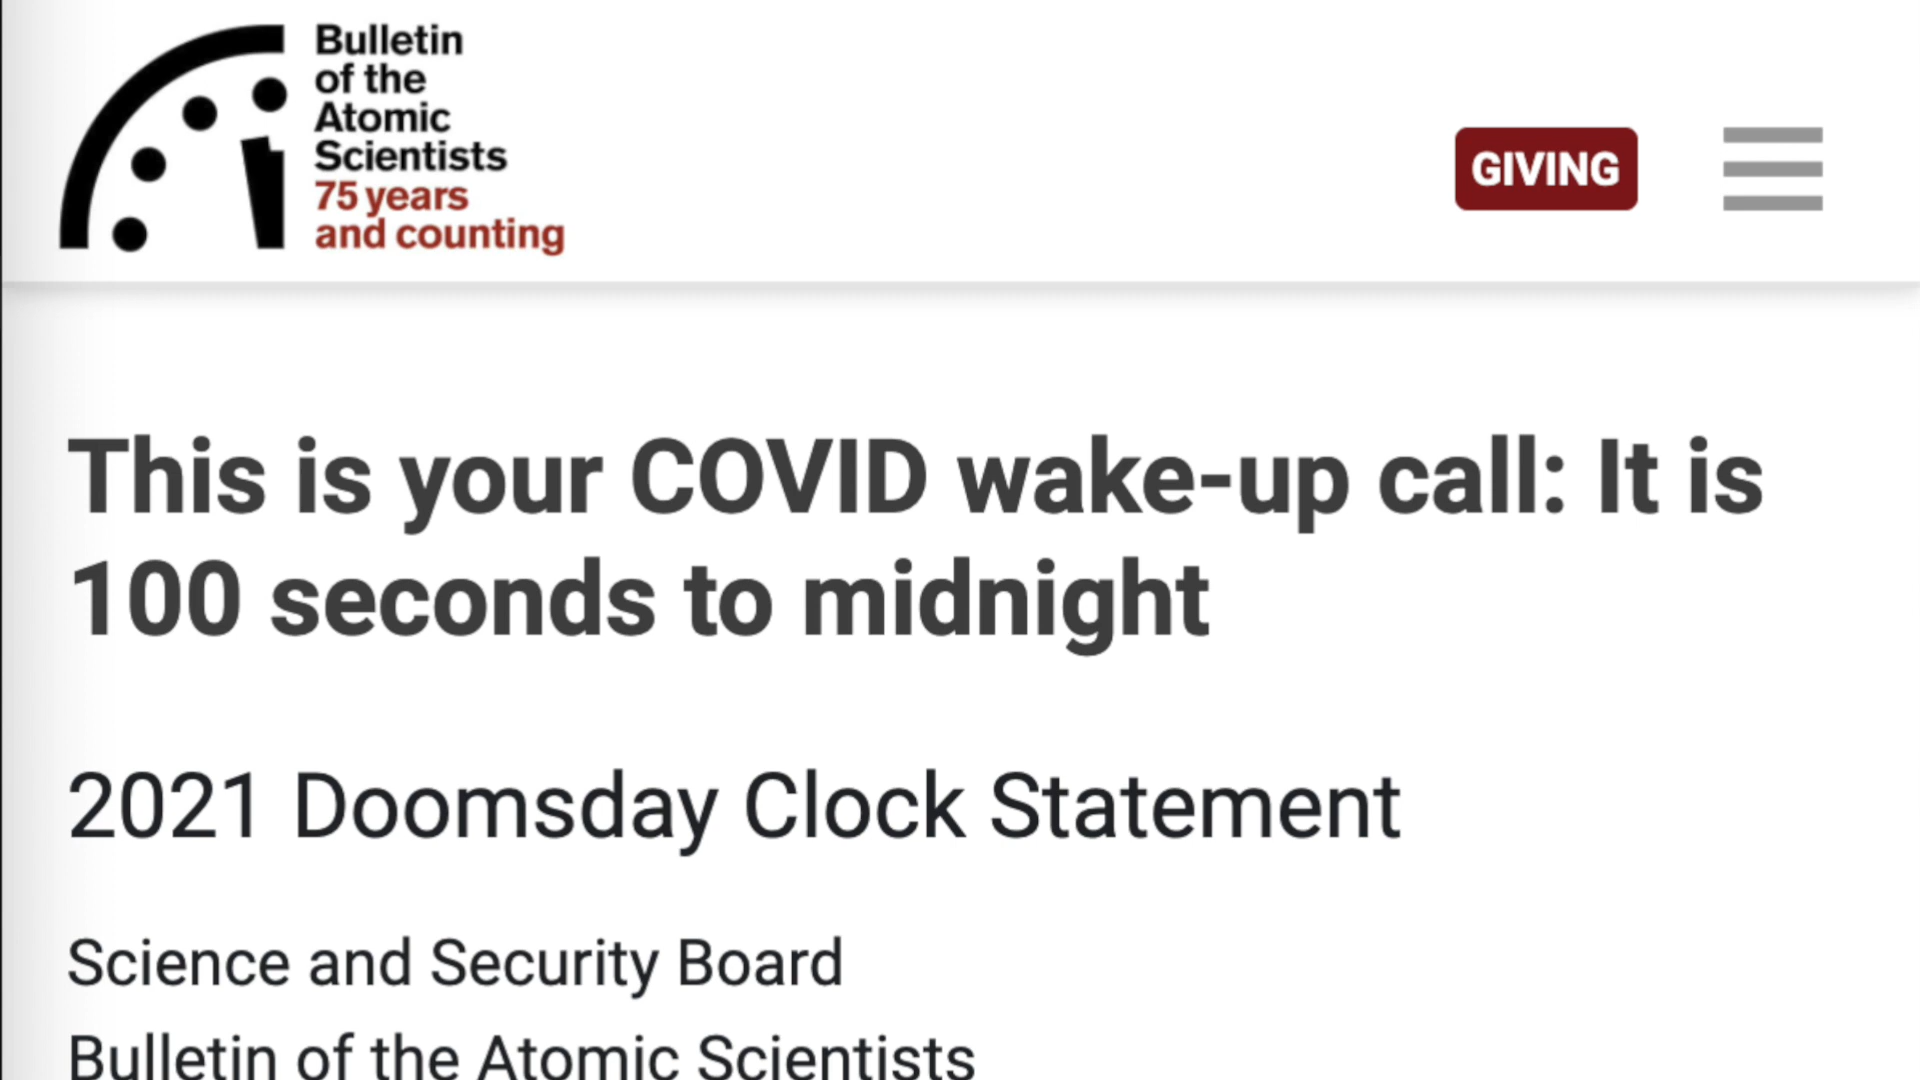 Bulletin
of the
Atomic
Scientists
75 years
and counting
GIVING
This is your COVID wake-up call: It is
100 seconds to midnight
2021 Doomsday Clock Statement
Science and Security Board
Bulletin of the Atomic Scientists